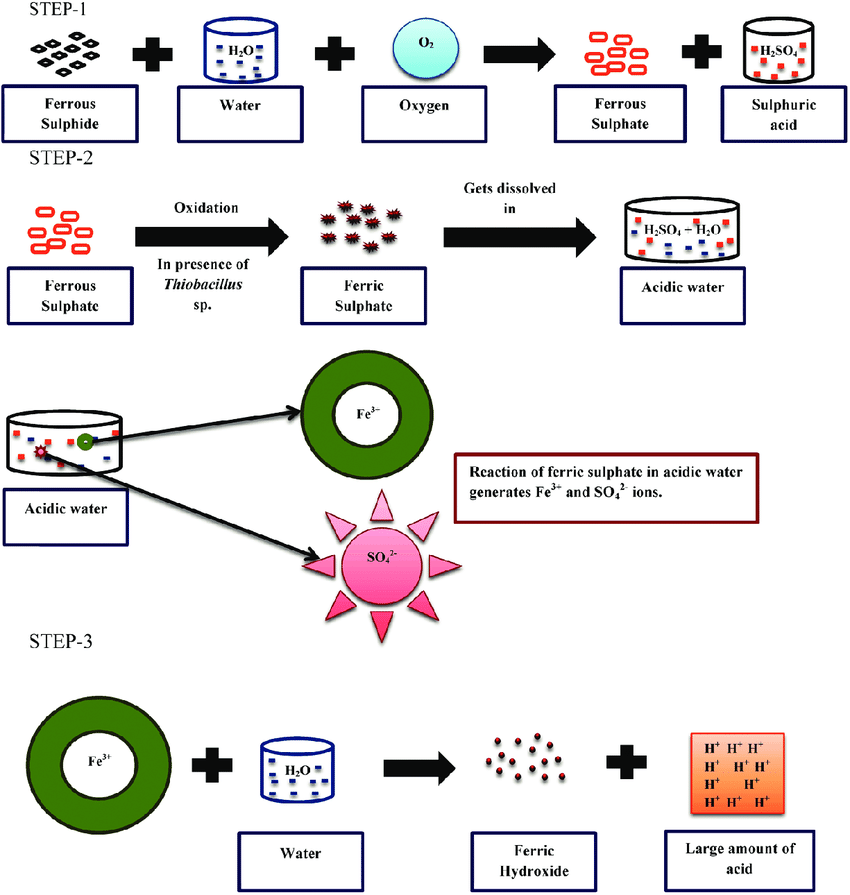 STEP-1
H₂O
O₂
H₂SO₄
Ferrous
Sulphide
Water
Oxygen
Ferrous
Sulphate
Sulphuric
acid
STEP-2
Oxidation
In presence of
Thiobacillus
sp.
Gets dissolved
in
H₂SO₄ + H₂O
Ferrous
Sulphate
Ferric
Sulphate
Acidic water
Fe³⁺
Acidic water
Reaction of ferric sulphate in acidic water
generates Fe³⁺ and SO₄²⁻ ions.
SO₄²⁻
STEP-3
Fe³⁺
H₂O
H⁺ H⁺ H⁺
H⁺ H⁺ H⁺
H⁺ H⁺
H⁺ H⁺ H⁺
Water
Ferric
Hydroxide
Large amount of
acid